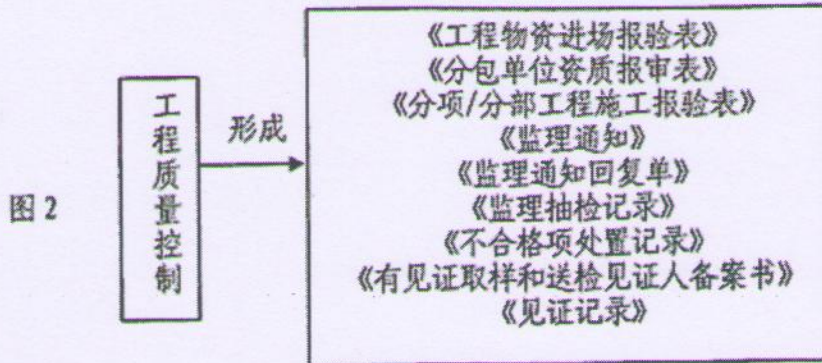 《工程物资进场报验表》
《分包单位资质报审表》
《分项/分部工程施工报验表》
《监理通知》
《监理通知回复单》
《监理抽检记录》
《不合格项处置记录》
《有见证取样和送检见证人备案书》
《见证记录》
工程质量控制
形成
图 2